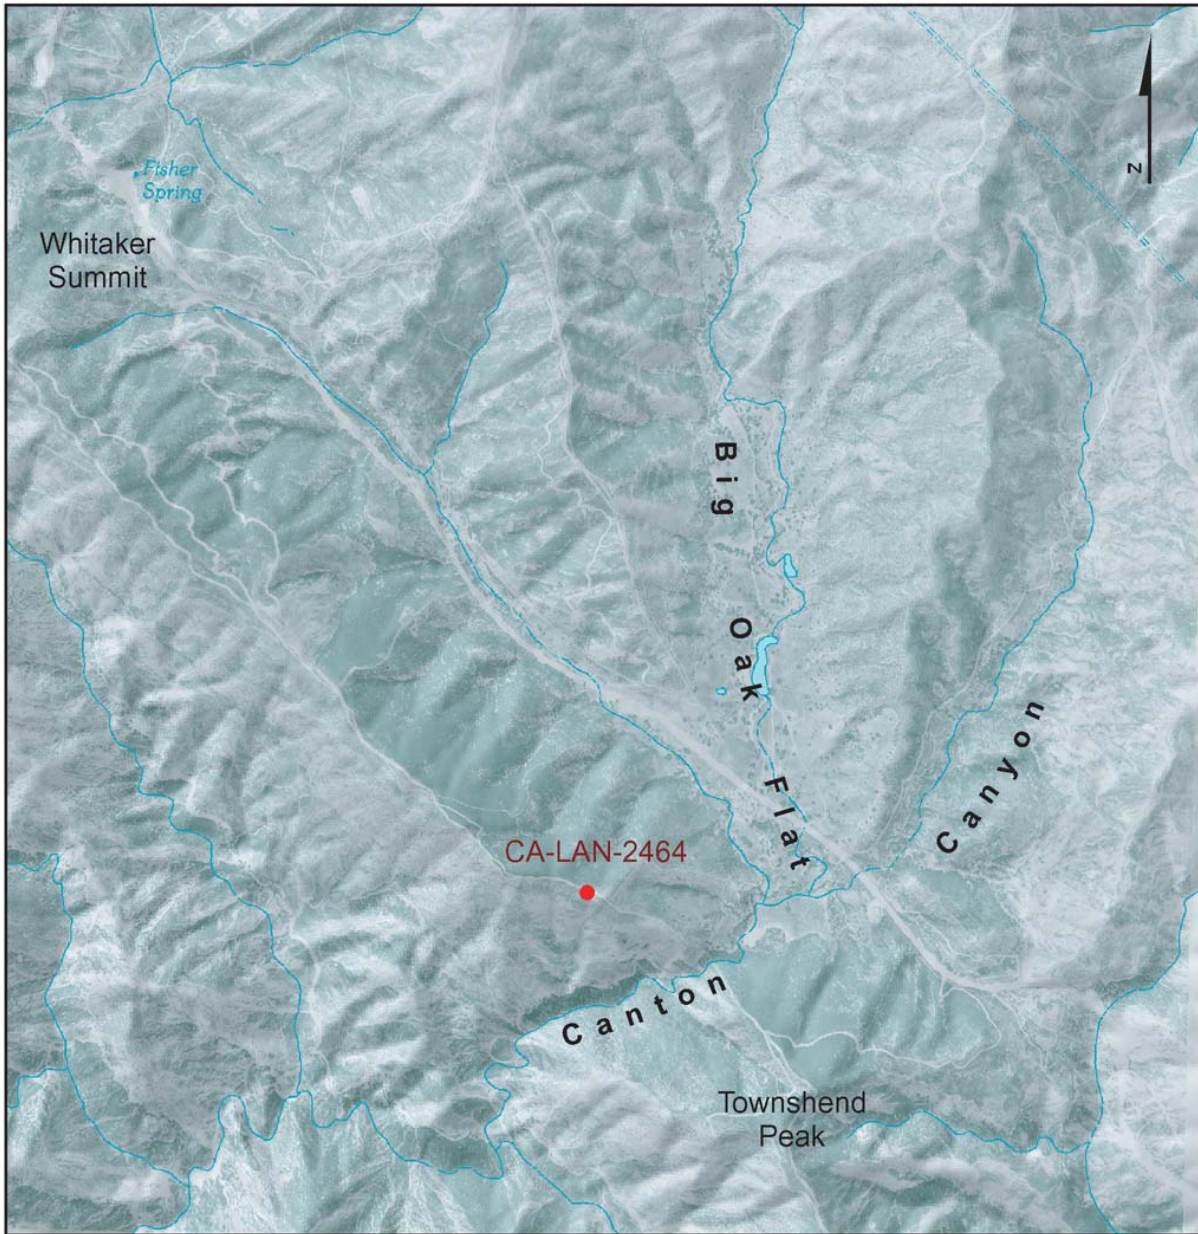 Fisher
Spring
Whitaker
Summit
N
Big Oak Flat
CA-LAN-2464
Canton Canyon
Townshend
Peak